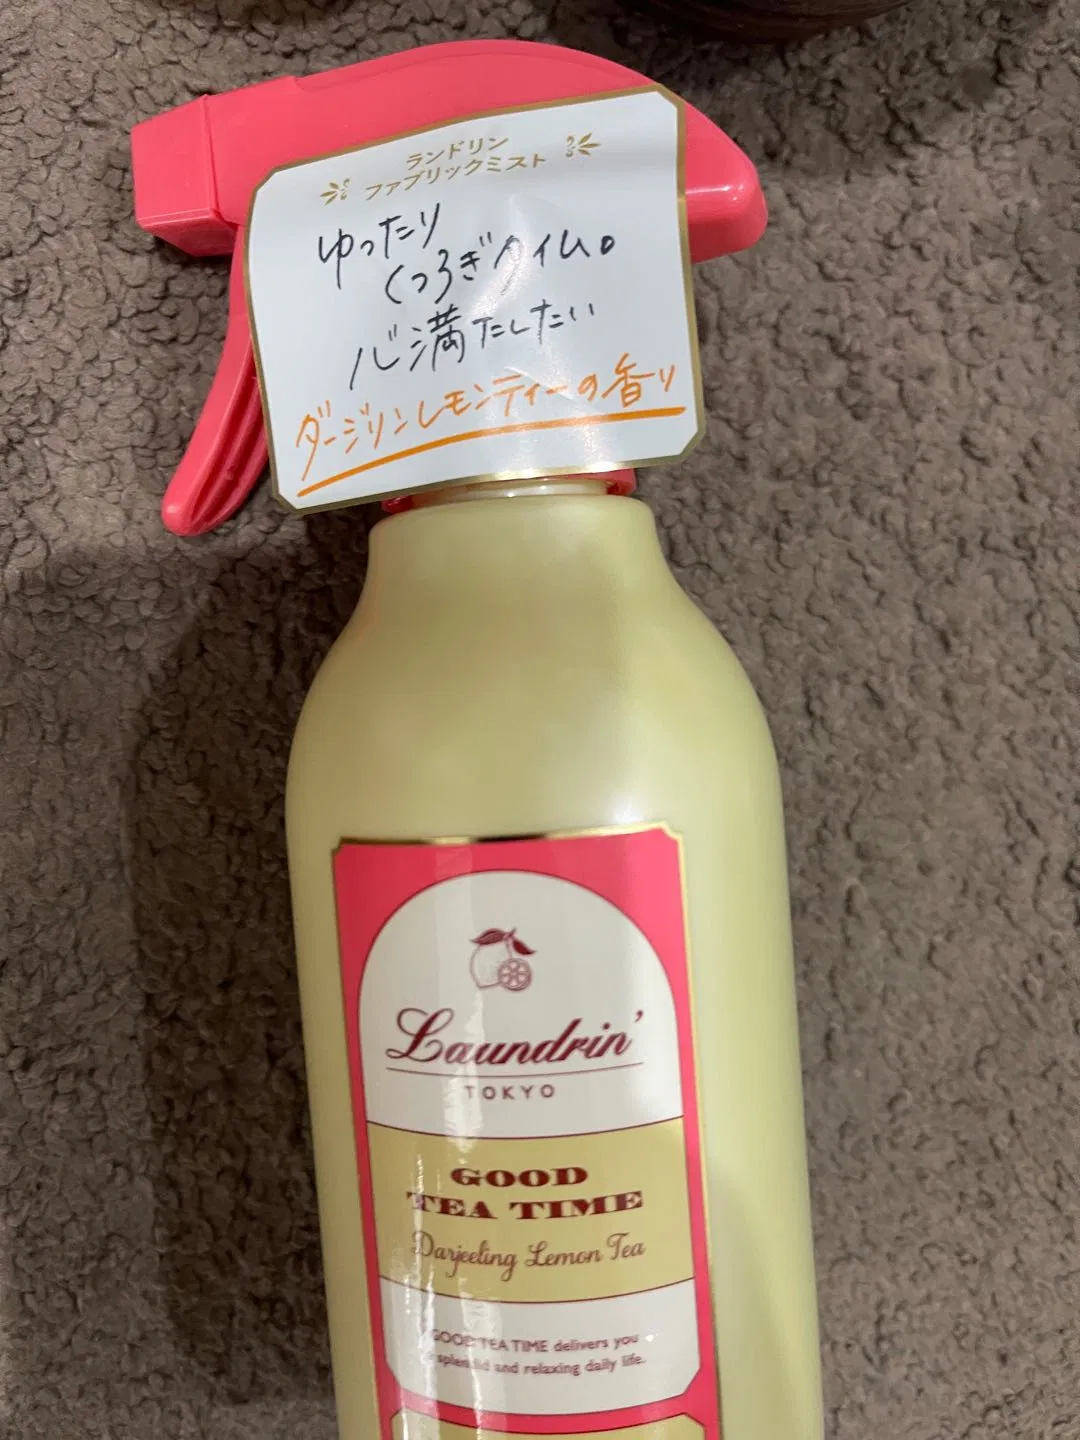 ランドリン
ファブリックミスト
ゆったり
くつろぎタイム。
心満たしたい
ダージリンレモンティーの香り
Laundrin'
TOKYO
GOOD
TEA TIME
Darjeeling Lemon Tea
GOOD TEA TIME delivers you
splendid and relaxing daily life.